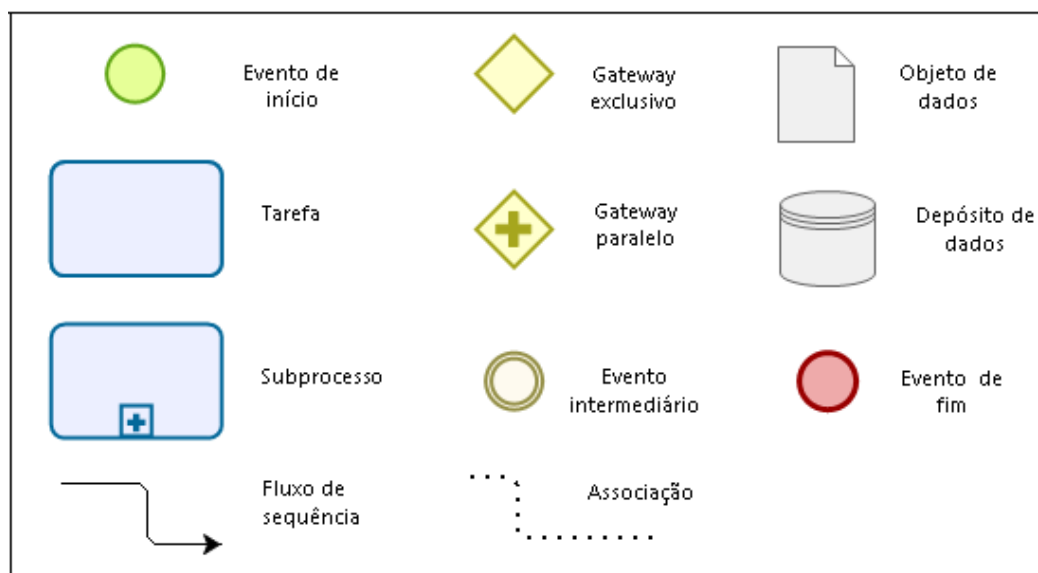 Evento de
início
Gateway
exclusivo
Objeto de
dados
Tarefa
Gateway
paralelo
Depósito de
dados
Subprocesso
Evento
intermediário
Evento de
fim
Fluxo de
sequência
Associação